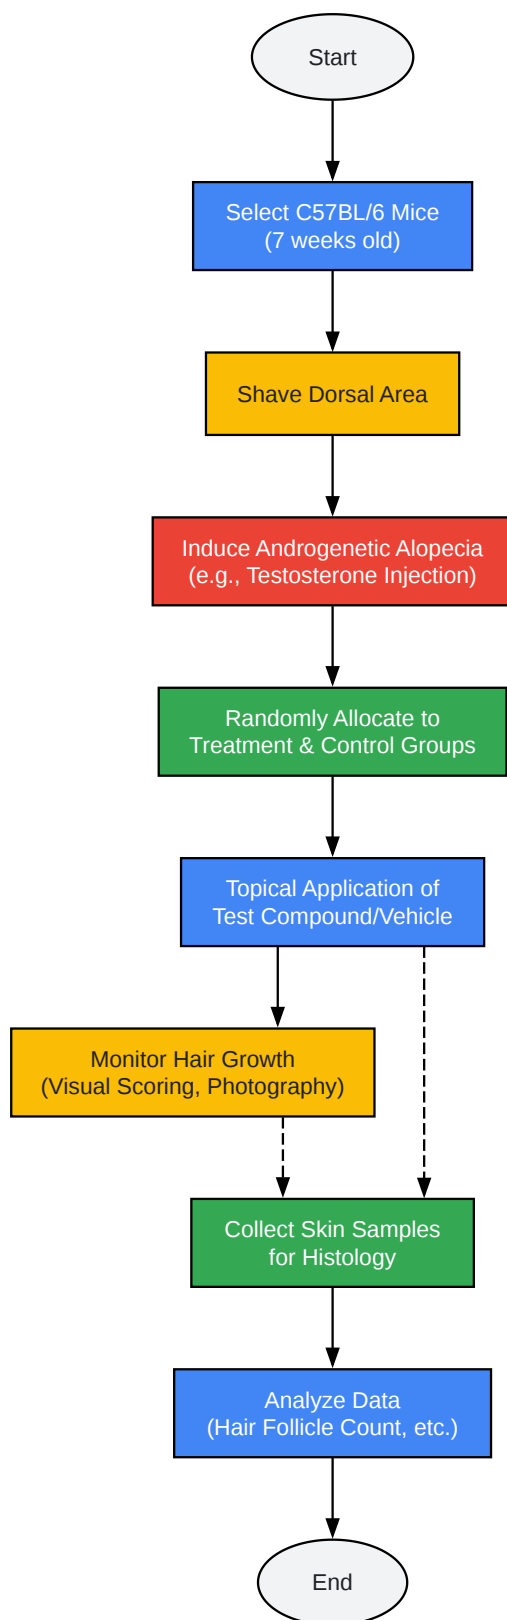 Start
Select C57BL/6 Mice
(7 weeks old)
Shave Dorsal Area
Induce Androgenetic Alopecia
(e.g., Testosterone Injection)
Randomly Allocate to
Treatment & Control Groups
Topical Application of
Test Compound/Vehicle
Monitor Hair Growth
(Visual Scoring, Photography)
Collect Skin Samples
for Histology
Analyze Data
(Hair Follicle Count, etc.)
End